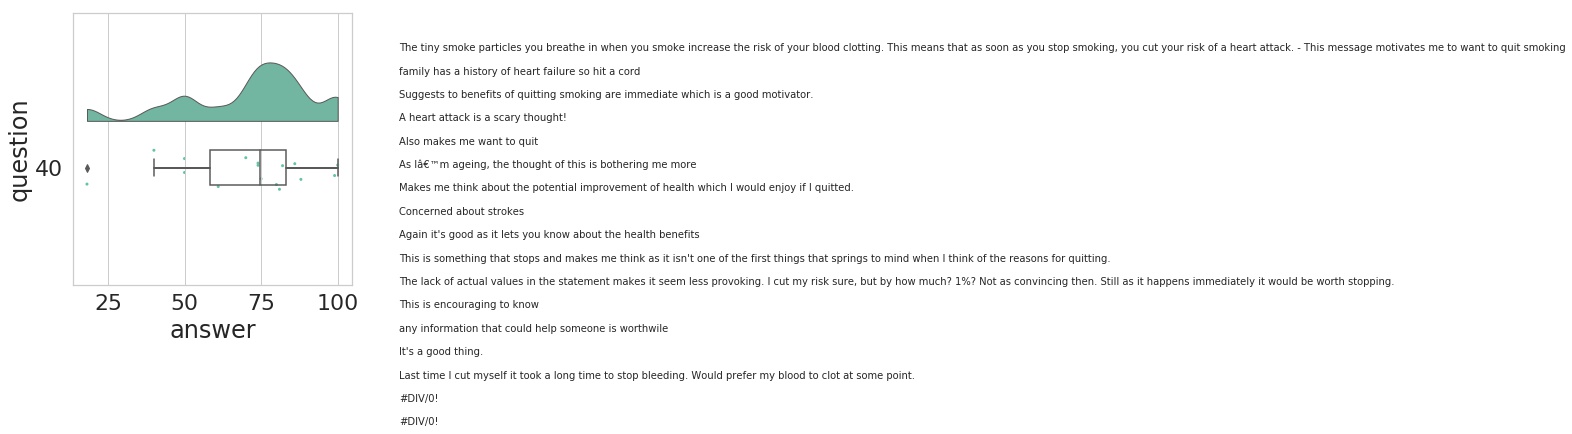 The tiny smoke particles you breathe in when you smoke increase the risk of your blood clotting. This means that as soon as you stop smoking, you cut your risk of a heart attack. - This message motivates me to want to quit smoking
family has a history of heart failure so hit a cord
Suggests to benefits of quitting smoking are immediate which is a good motivator.
A heart attack is a scary thought!
Also makes me want to quit
As Iâ€™m ageing, the thought of this is bothering me more
Makes me think about the potential improvement of health which I would enjoy if I quitted.
Concerned about strokes
Again it's good as it lets you know about the health benefits
This is something that stops and makes me think as it isn't one of the first things that springs to mind when I think of the reasons for quitting.
The lack of actual values in the statement makes it seem less provoking. I cut my risk sure, but by how much? 1%? Not as convincing then. Still as it happens immediately it would be worth stopping.
This is encouraging to know
any information that could help someone is worthwhile
It's a good thing.
Last time I cut myself it took a long time to stop bleeding. Would prefer my blood to clot at some point.
#DIV/0!
#DIV/0!
question
40
25 50 75 100
answer